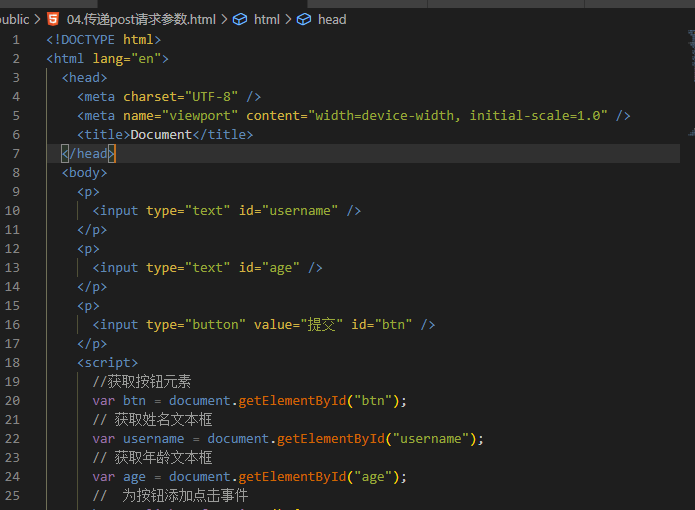 public > 04.传递post请求参数.html > html > head
1 <!DOCTYPE html>
2 <html lang="en">
3 <head>
4 <meta charset="UTF-8" />
5 <meta name="viewport" content="width=device-width, initial-scale=1.0" />
6 <title>Document</title>
7 </head>
8 <body>
9 <p>
10 <input type="text" id="username" />
11 </p>
12 <p>
13 <input type="text" id="age" />
14 </p>
15 <p>
16 <input type="button" value="提交" id="btn" />
17 </p>
18 <script>
19 //获取按钮元素
20 var btn = document.getElementById("btn");
21 // 获取姓名文本框
22 var username = document.getElementById("username");
23 // 获取年龄文本框
24 var age = document.getElementById("age");
25 // 为按钮添加点击事件